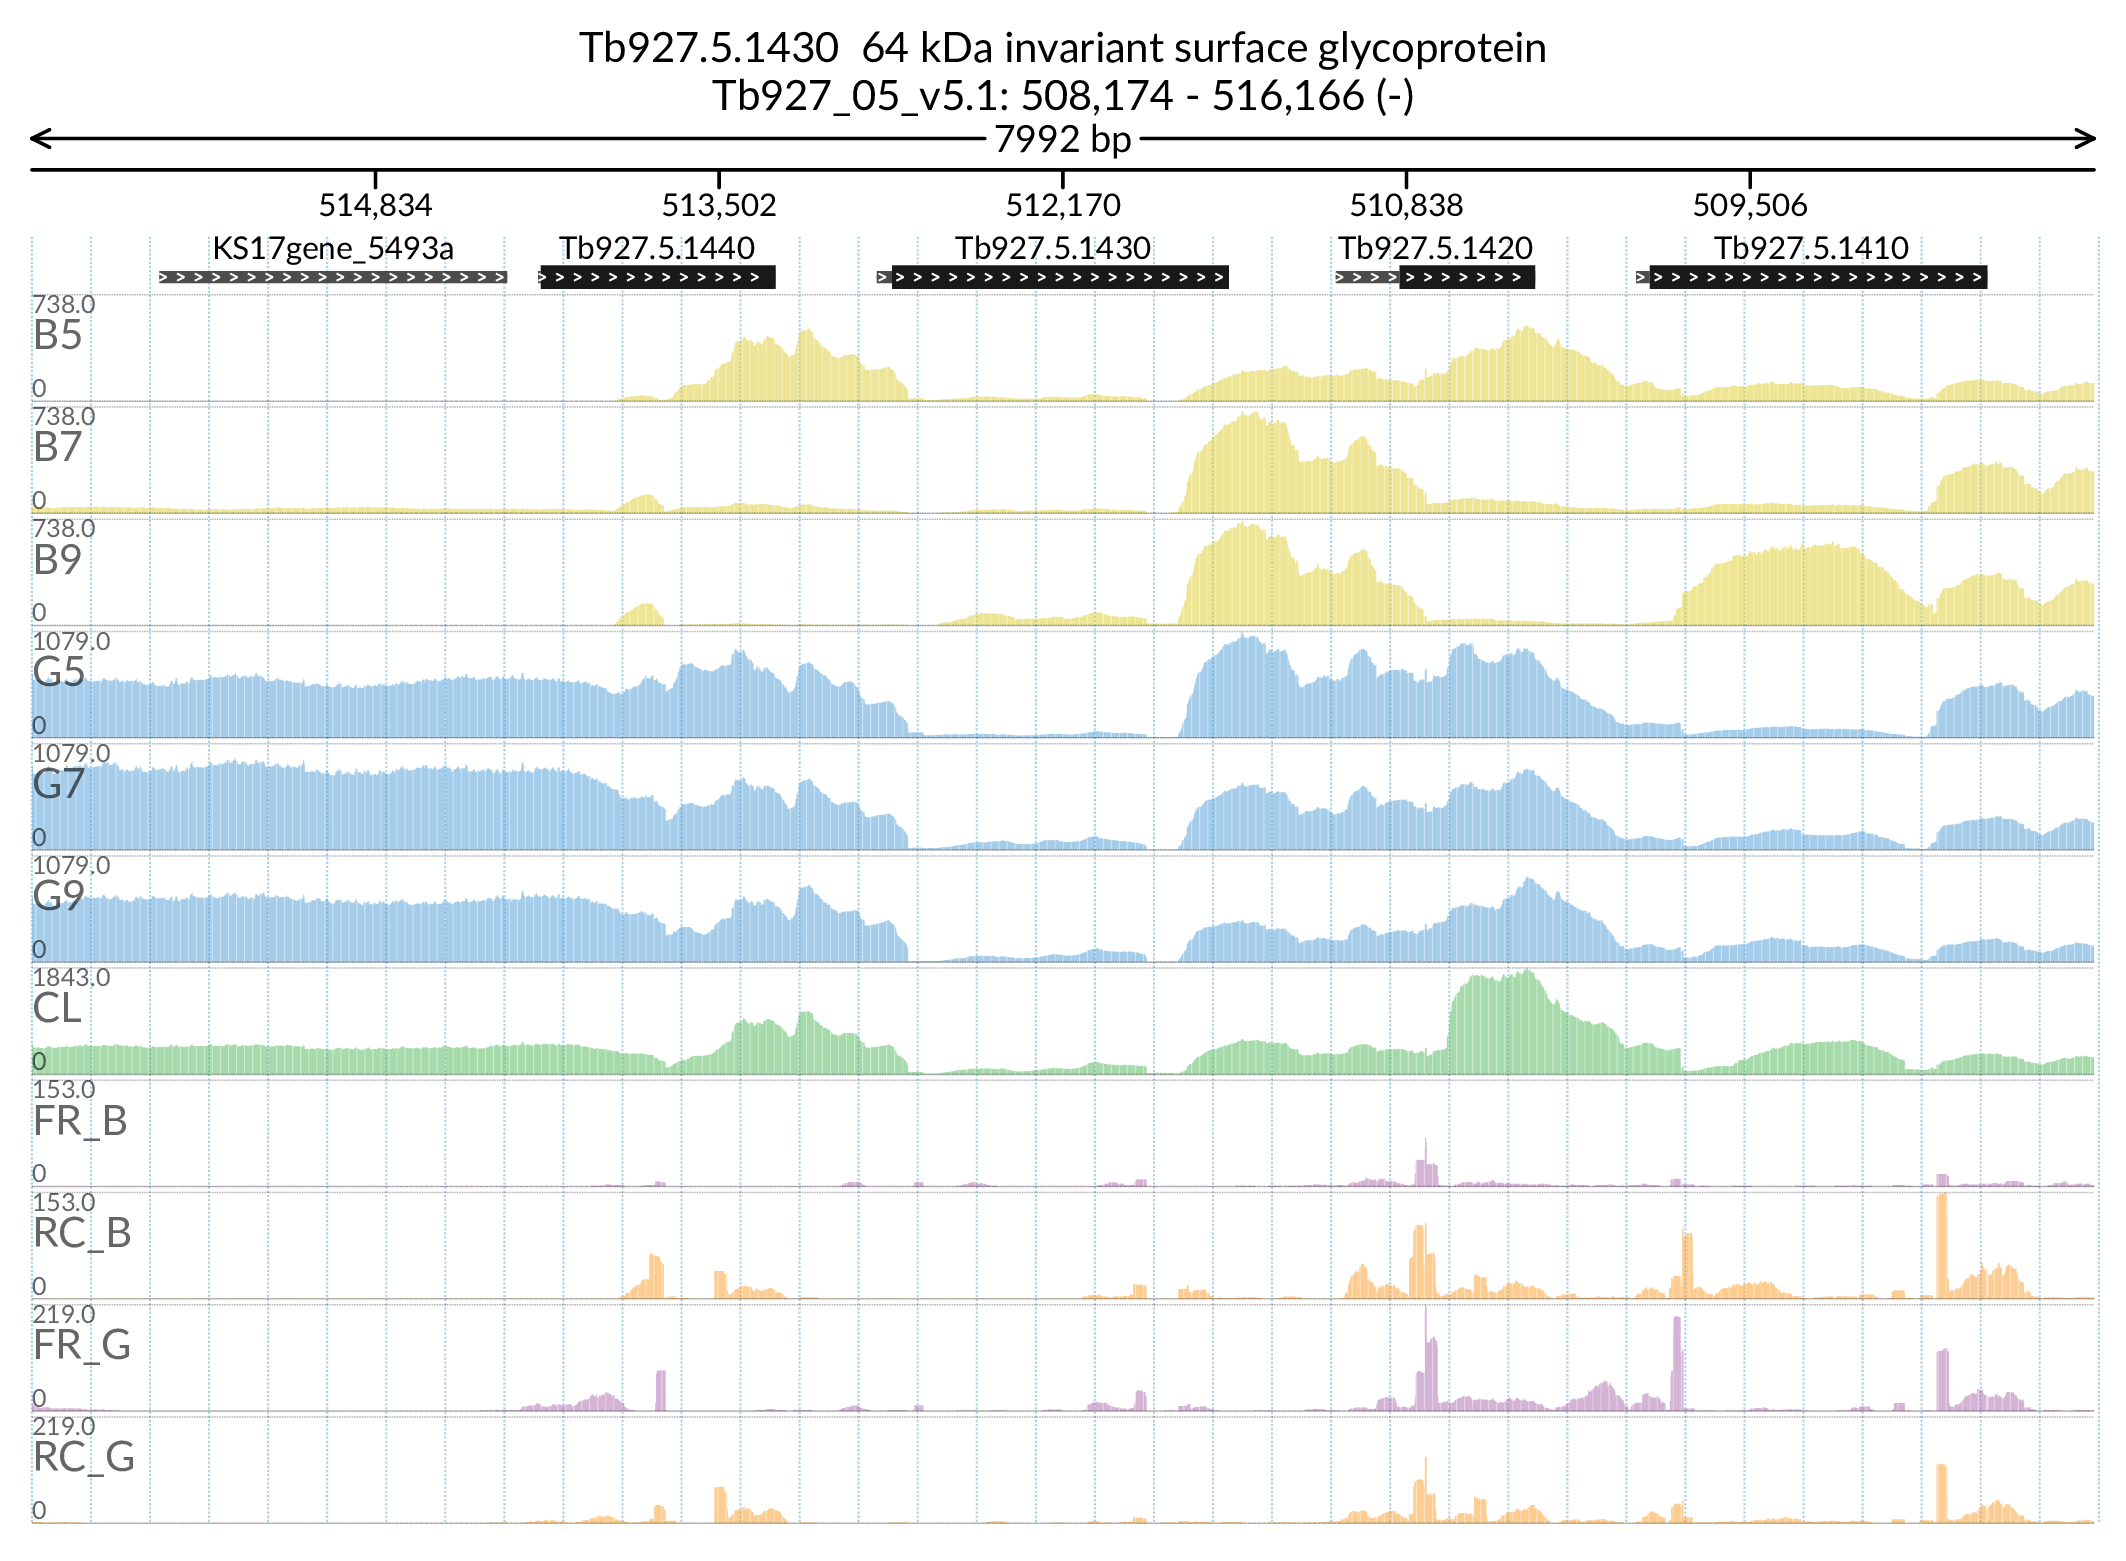 Tb927.5.1430  64 kDa invariant surface glycoprotein
Tb927_05_v5.1: 508,174 - 516,166 (-)
7992 bp
514,834 513,502 512,170 510,838 509,506
KS17gene_5493a Tb927.5.1440 Tb927.5.1430 Tb927.5.1420 Tb927.5.1410
738.0
B5
0
738.0
B7
0
738.0
B9
0
1079.0
G5
0
1079.0
G7
0
1079.0
G9
0
1843.0
CL
0
153.0
FR_B
0
153.0
RC_B
0
219.0
FR_G
0
219.0
RC_G
0